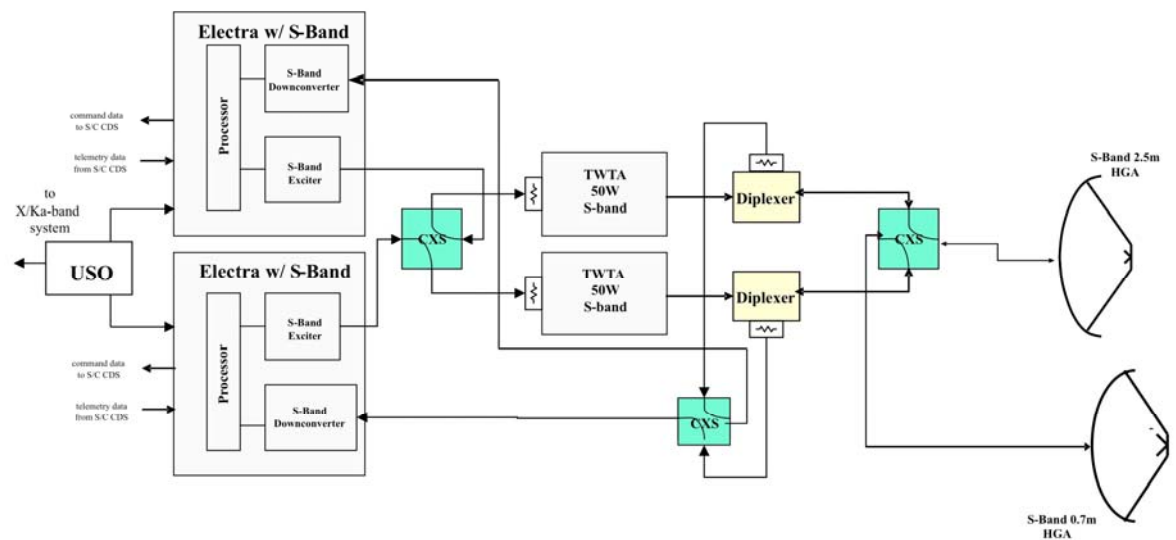 Electra w/ S-Band
Processor
S-Band
Downconverter
S-Band
Exciter
command data
to S/C CDS
telemetry data
from S/C CDS
to
X/Ka-band
system
USO
Electra w/ S-Band
Processor
S-Band
Exciter
S-Band
Downconverter
command data
to S/C CDS
telemetry data
from S/C CDS
CXS
TWTA
50W
S-band
TWTA
50W
S-band
Diplexer
Diplexer
CXS
CXS
S-Band 2.5m
HGA
S-Band 0.7m
HGA